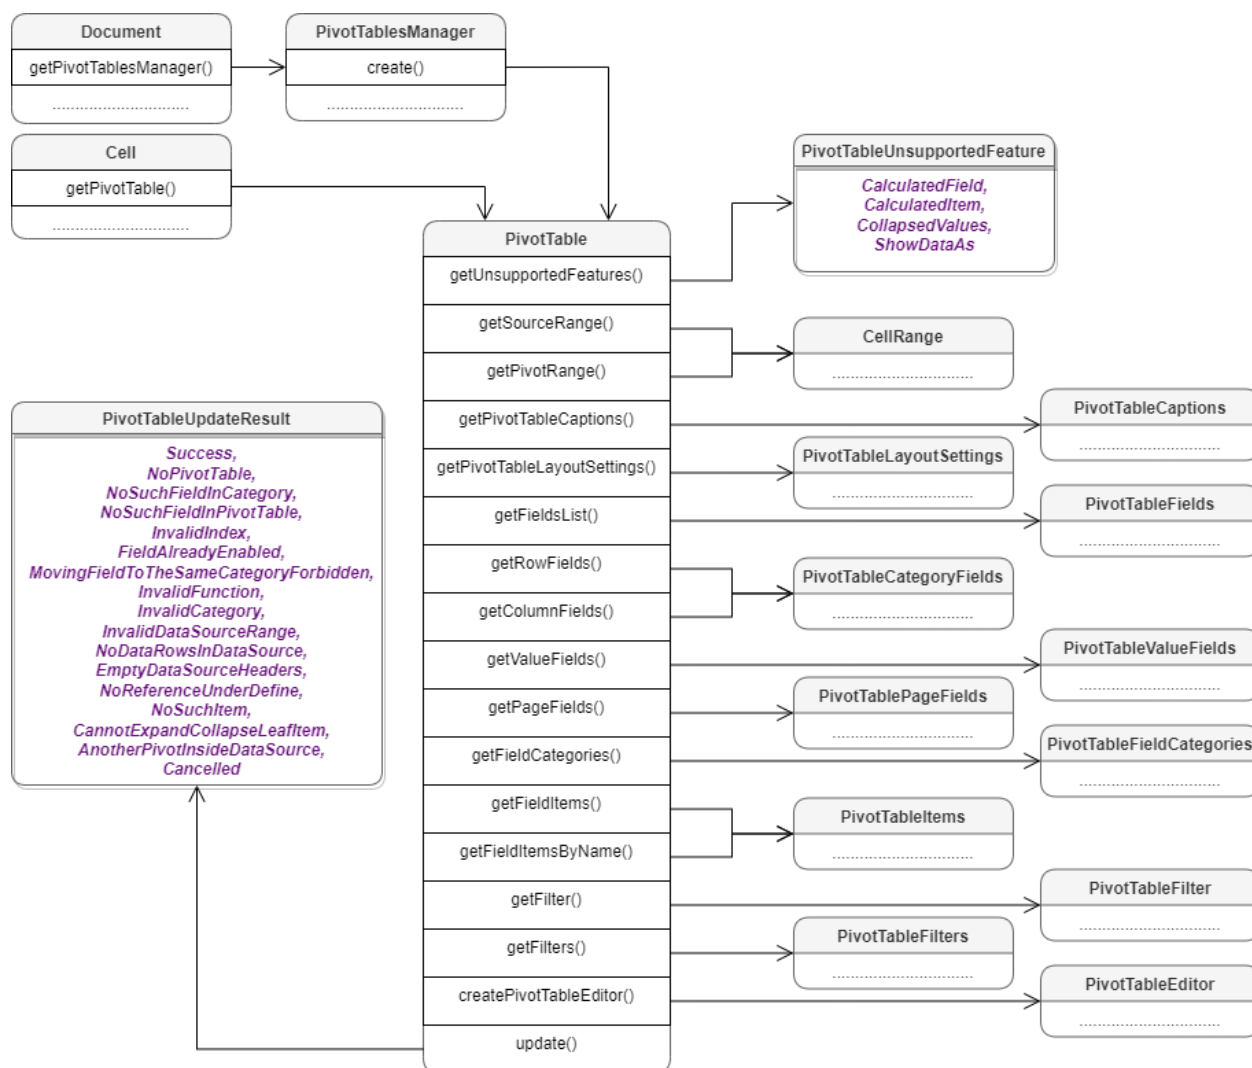 Document
getPivotTablesManager()
..............................
PivotTablesManager
create()
..............................
Cell
getPivotTable()
..............................
PivotTableUnsupportedFeature
CalculatedField,
CalculatedItem,
CollapsedValues,
ShowDataAs
PivotTable
getUnsupportedFeatures()
getSourceRange()
getPivotRange()
getPivotTableCaptions()
getPivotTableLayoutSettings()
getFieldsList()
getRowFields()
getColumnFields()
getValueFields()
getPageFields()
getFieldCategories()
getFieldItems()
getFieldItemsByName()
getFilter()
getFilters()
createPivotTableEditor()
update()
CellRange
..............................
PivotTableCaptions
..............................
PivotTableLayoutSettings
..............................
PivotTableFields
..............................
PivotTableCategoryFields
..............................
PivotTableValueFields
..............................
PivotTablePageFields
..............................
PivotTableFieldCategories
..............................
PivotTableItems
..............................
PivotTableFilter
..............................
PivotTableFilters
..............................
PivotTableEditor
..............................
PivotTableUpdateResult
Success,
NoPivotTable,
NoSuchFieldInCategory,
NoSuchFieldInPivotTable,
InvalidIndex,
FieldAlreadyEnabled,
MovingFieldToTheSameCategoryForbidden,
InvalidFunction,
InvalidCategory,
InvalidDataSourceRange,
NoDataRowsInDataSource,
EmptyDataSourceHeaders,
NoReferenceUnderDefine,
NoSuchItem,
CannotExpandCollapseLeafItem,
AnotherPivotInsideDataSource,
Cancelled